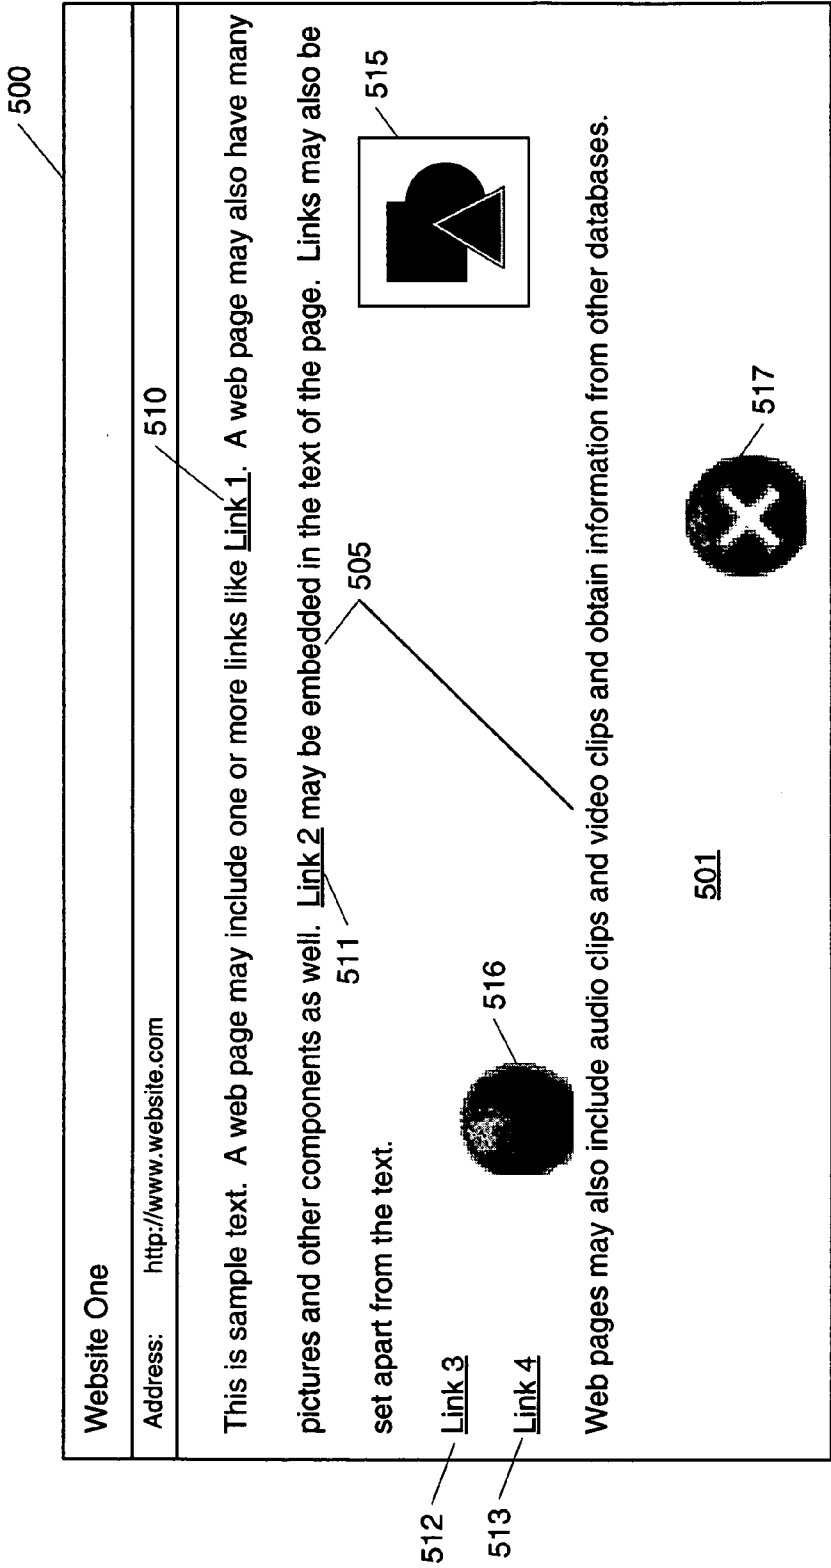 500
Website One
Address: http://www.website.com
510
This is sample text. A web page may include one or more links like Link 1. A web page may also have many
pictures and other components as well. Link 2 may be embedded in the text of the page. Links may also be
511
505
515
set apart from the text.
512
Link 3
516
513
Link 4
Web pages may also include audio clips and video clips and obtain information from other databases.
501
517